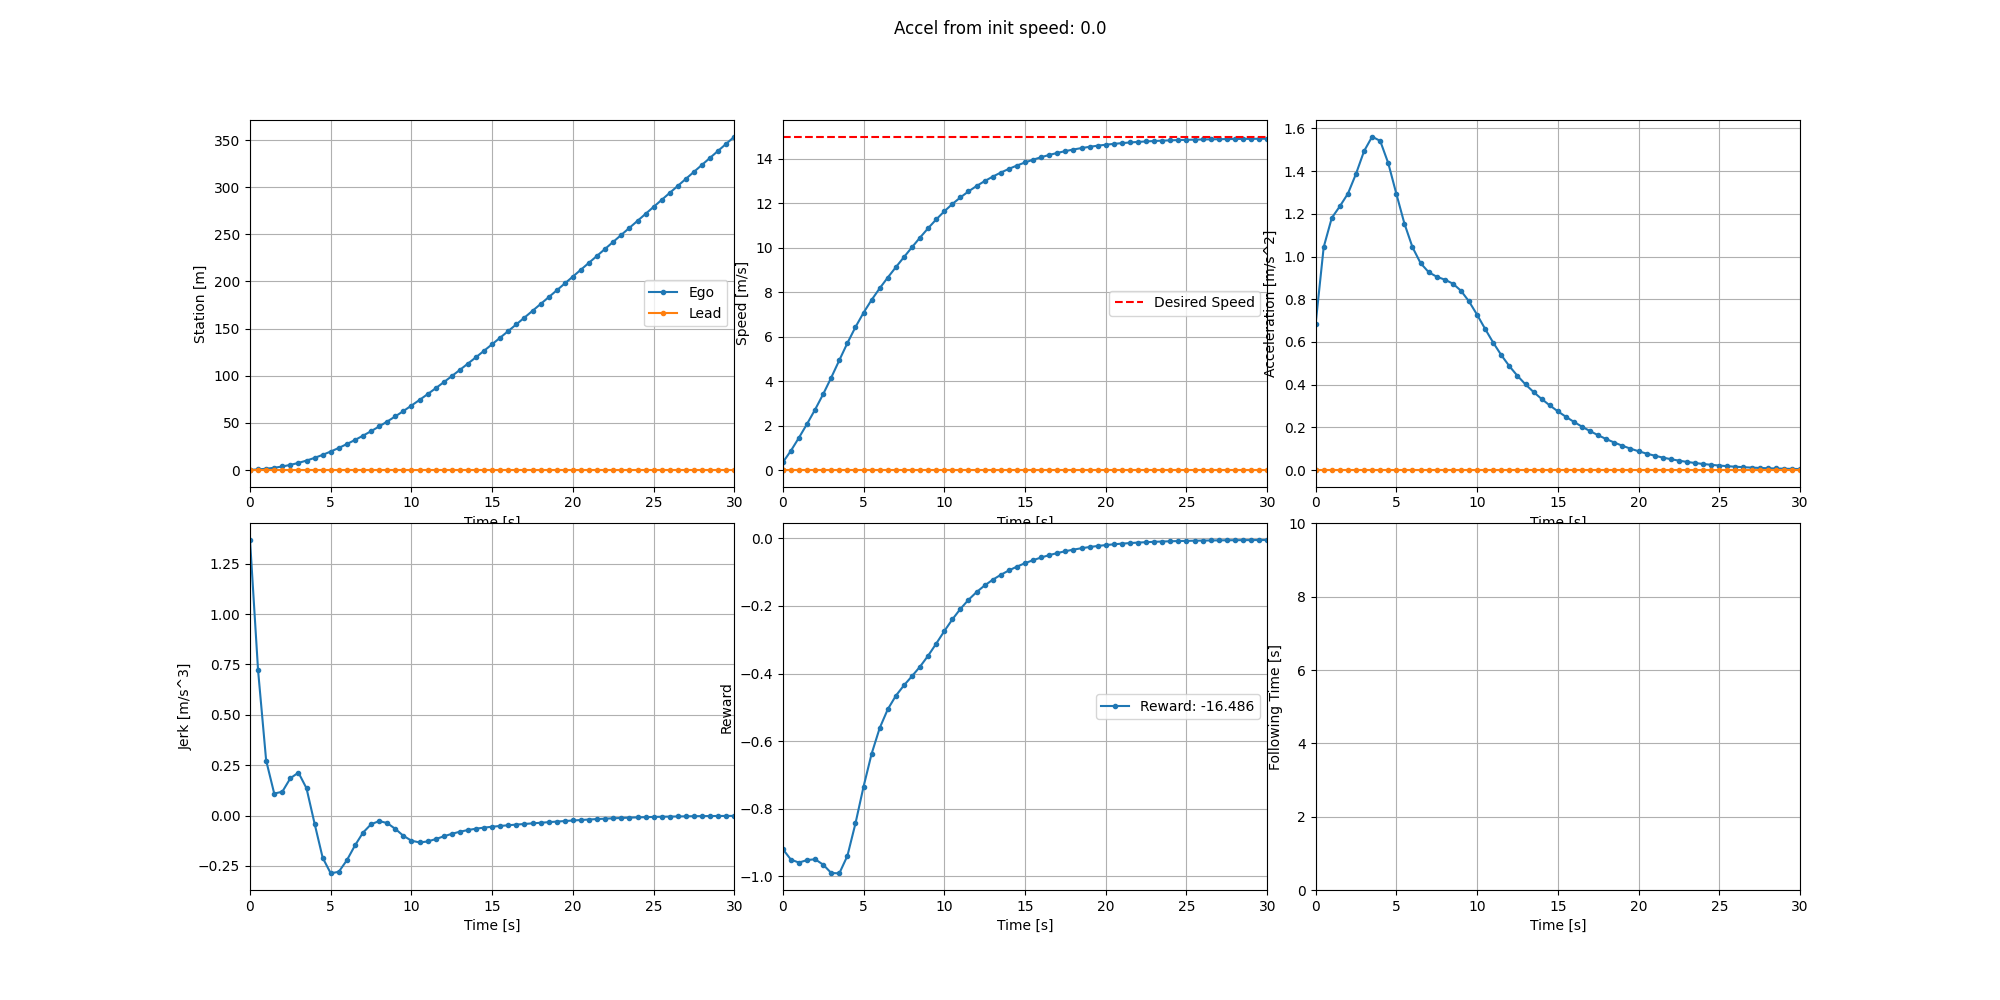 Accel from init speed: 0.0
Station [m]
350
300
250
200
150
100
50
0
Ego
Lead
0 5 10 15 20 25 30
Time [s]
Speed [m/s]
14
12
10
8
6
4
2
0
Desired Speed
0 5 10 15 20 25 30
Time [s]
Acceleration [m/s^2]
1.6
1.4
1.2
1.0
0.8
0.6
0.4
0.2
0.0
0 5 10 15 20 25 30
Time [s]
Jerk [m/s^3]
1.25
1.00
0.75
0.50
0.25
0.00
−0.25
0 5 10 15 20 25 30
Time [s]
Reward
0.0
−0.2
−0.4
−0.6
−0.8
−1.0
Reward: -16.486
0 5 10 15 20 25 30
Time [s]
Following Time [s]
10
8
6
4
2
0
0 5 10 15 20 25 30
Time [s]